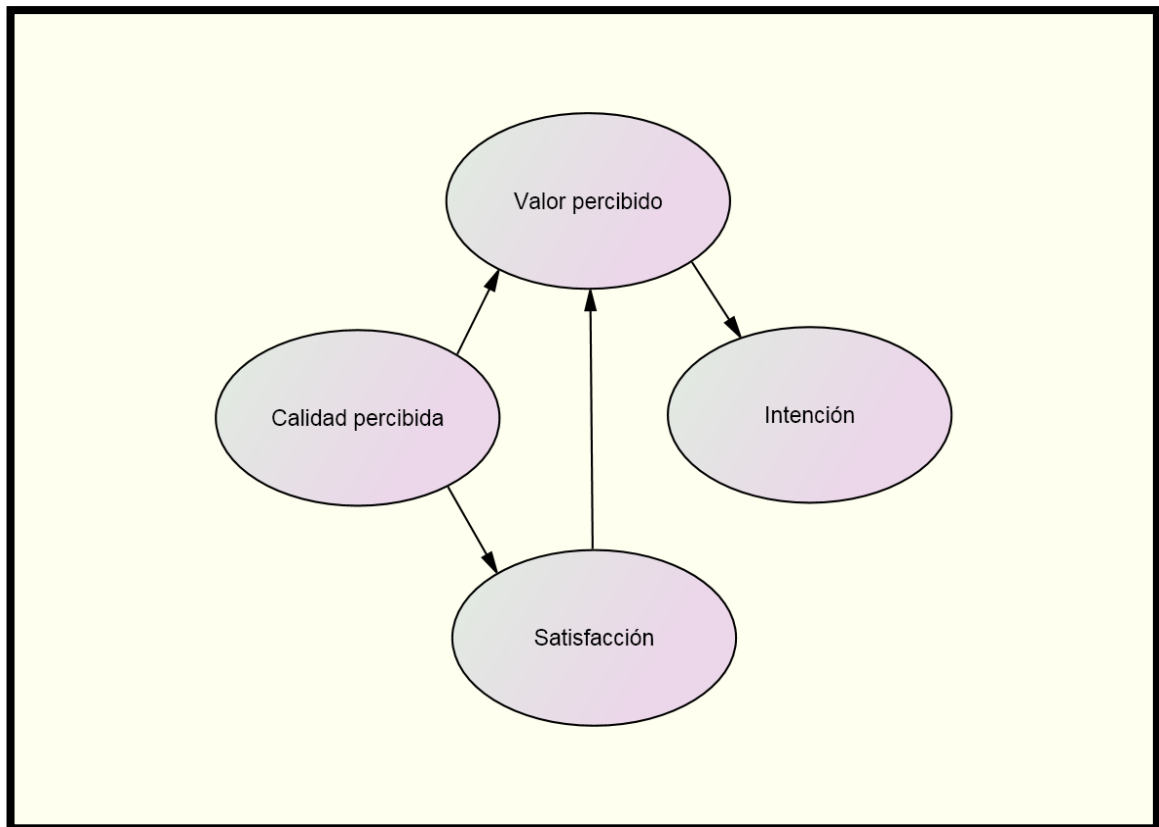 Valor percibido
Calidad percibida
Intención
Satisfacción